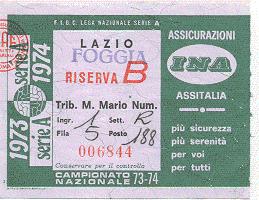 F.I.G.C. LEGA NAZIONALE SERIE A
1973 serie A
serie A 1974
LAZIO
FOGGIA
RISERVA B
Trib. M. Mario Num.
Ingr. 1 Sett. R
Fila 5 Posto 188
006844
Conservare per il controllo
CAMPIONATO
NAZIONALE 73-74
ASSICURAZIONI
INA
ASSITALIA
più sicurezza
più serenità
per voi
per tutti